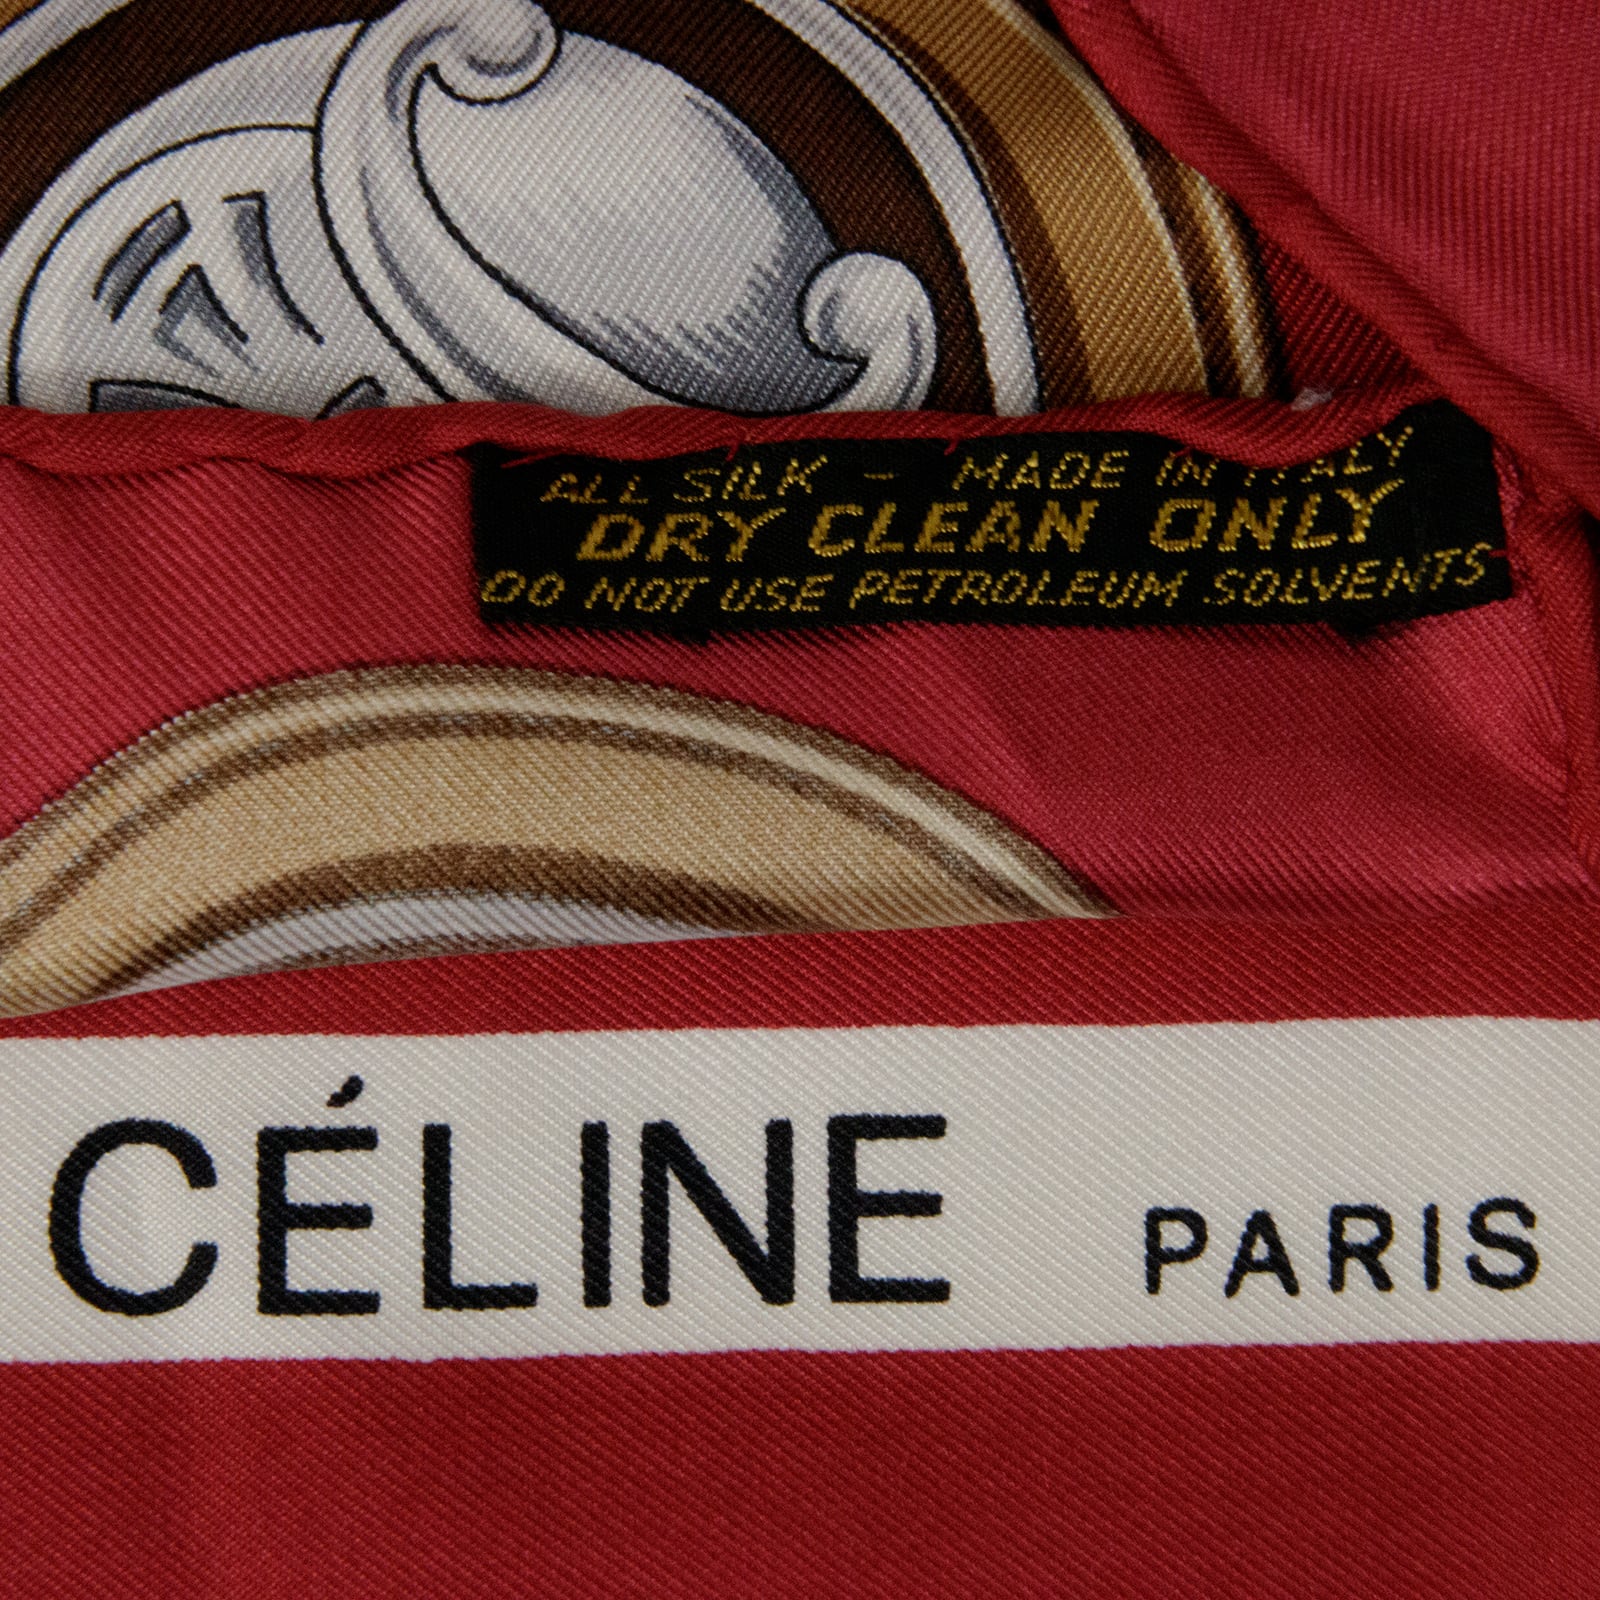 ALL SILK - MADE IN ITALY
DRY CLEAN ONLY
DO NOT USE PETROLEUM SOLVENTS
CÉLINE PARIS